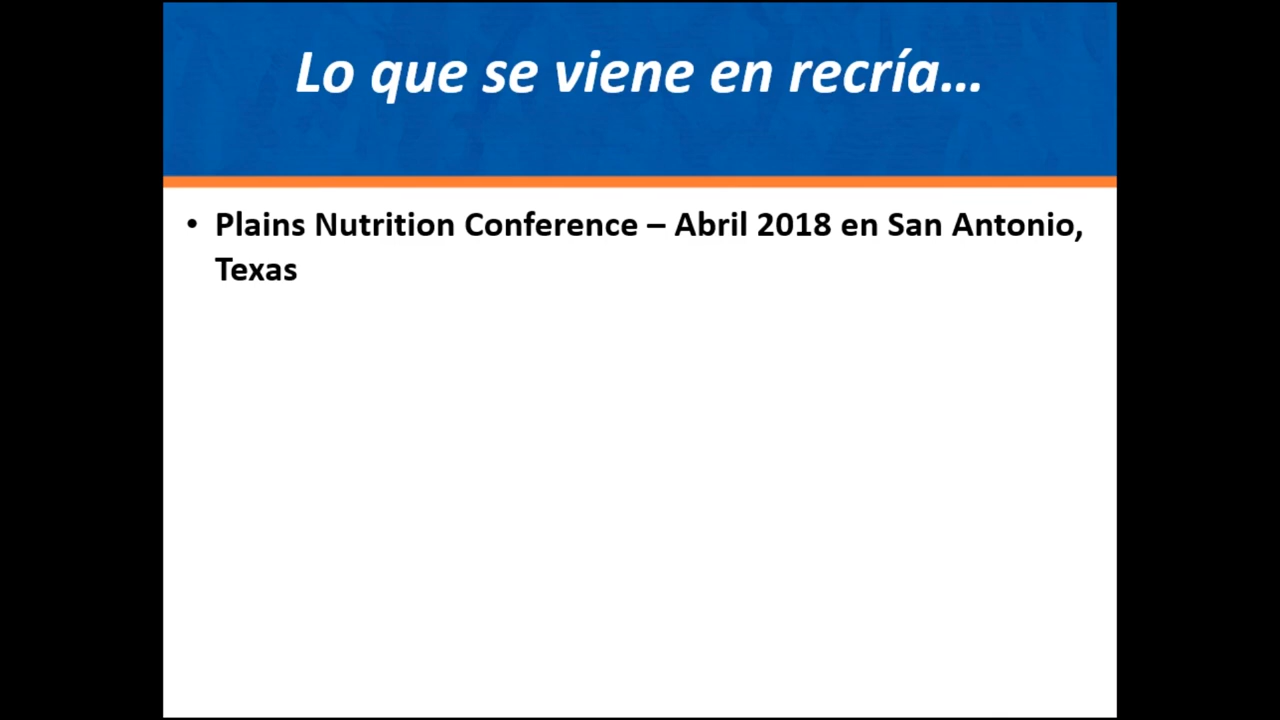 Lo que se viene en recría...
• Plains Nutrition Conference – Abril 2018 en San Antonio,
Texas